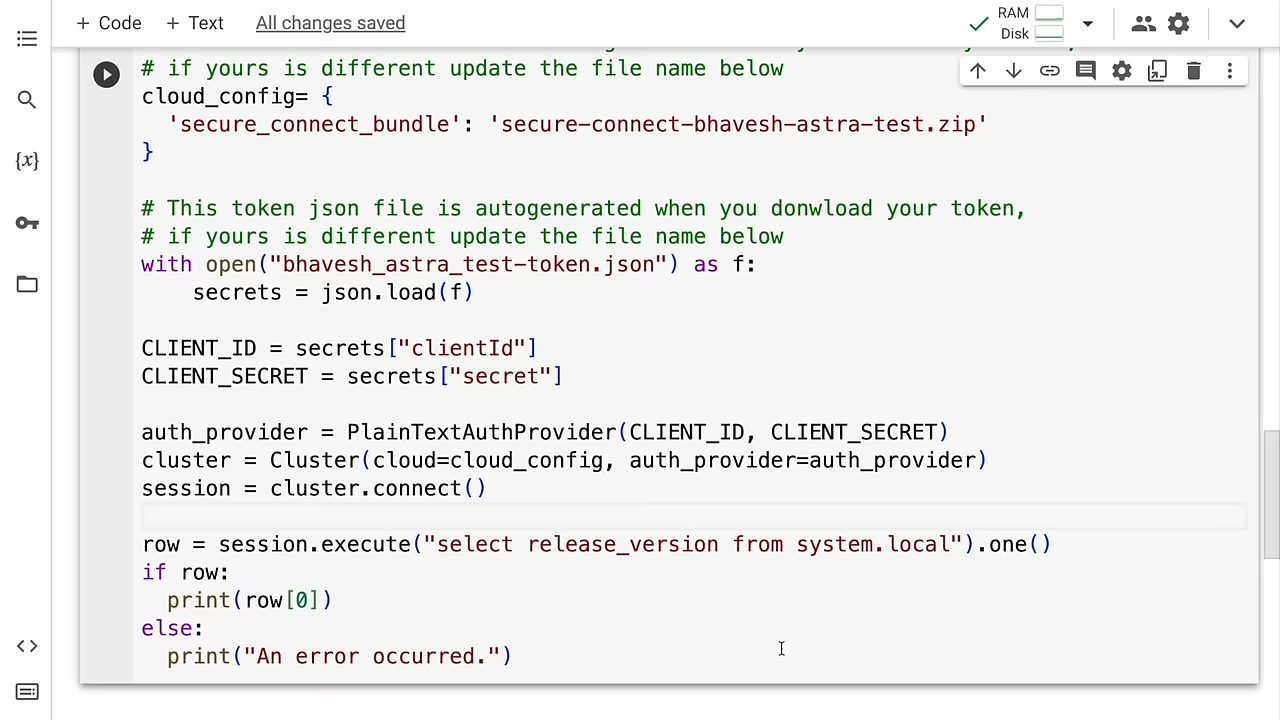 + Code + Text All changes saved
RAM
Disk
# if yours is different update the file name below
cloud_config= {
'secure_connect_bundle': 'secure-connect-bhavesh-astra-test.zip'
}
# This token json file is autogenerated when you donwload your token,
# if yours is different update the file name below
with open("bhavesh_astra_test-token.json") as f:
secrets = json.load(f)
CLIENT_ID = secrets["clientId"]
CLIENT_SECRET = secrets["secret"]
auth_provider = PlainTextAuthProvider(CLIENT_ID, CLIENT_SECRET)
cluster = Cluster(cloud=cloud_config, auth_provider=auth_provider)
session = cluster.connect()
row = session.execute("select release_version from system.local").one()
if row:
print(row[0])
else:
print("An error occurred.")